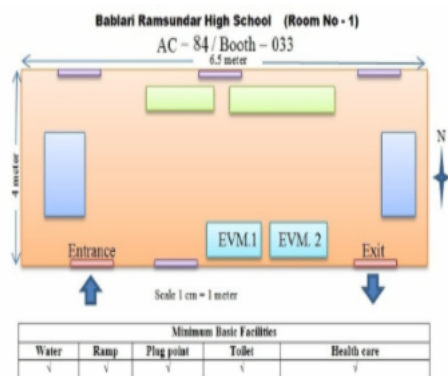 Bablari Ramsundar High School (Room No - 1)
AC - 84 / Booth - 033
6.5 meter
4 meter
N
EVM.1 EVM. 2
Entrance Exit
Scale 1 cm = 1 meter
Minimum Basic Facilities
Water Ramp Plug point Toilet Health care
√ √ √ √ √